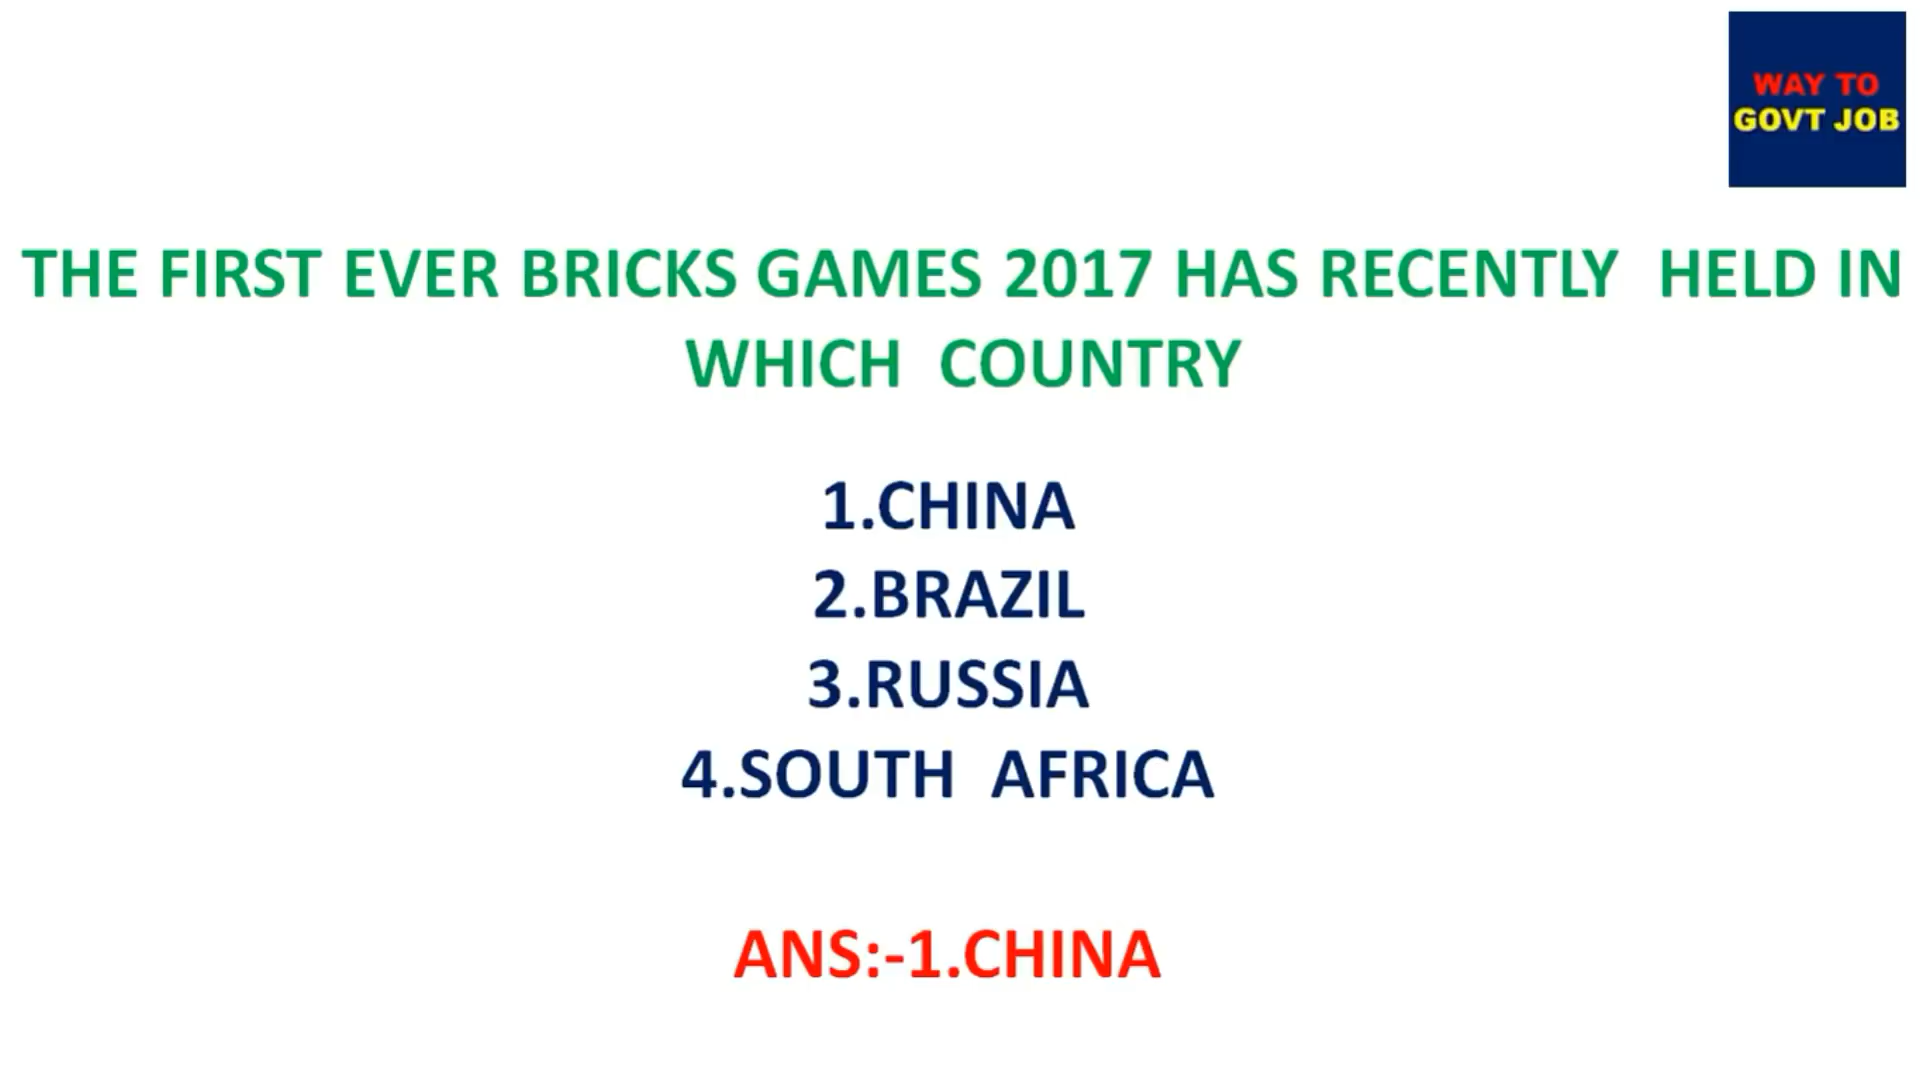 WAY TO
GOVT JOB
THE FIRST EVER BRICKS GAMES 2017 HAS RECENTLY HELD IN
WHICH COUNTRY
1.CHINA
2.BRAZIL
3.RUSSIA
4.SOUTH AFRICA
ANS:-1.CHINA